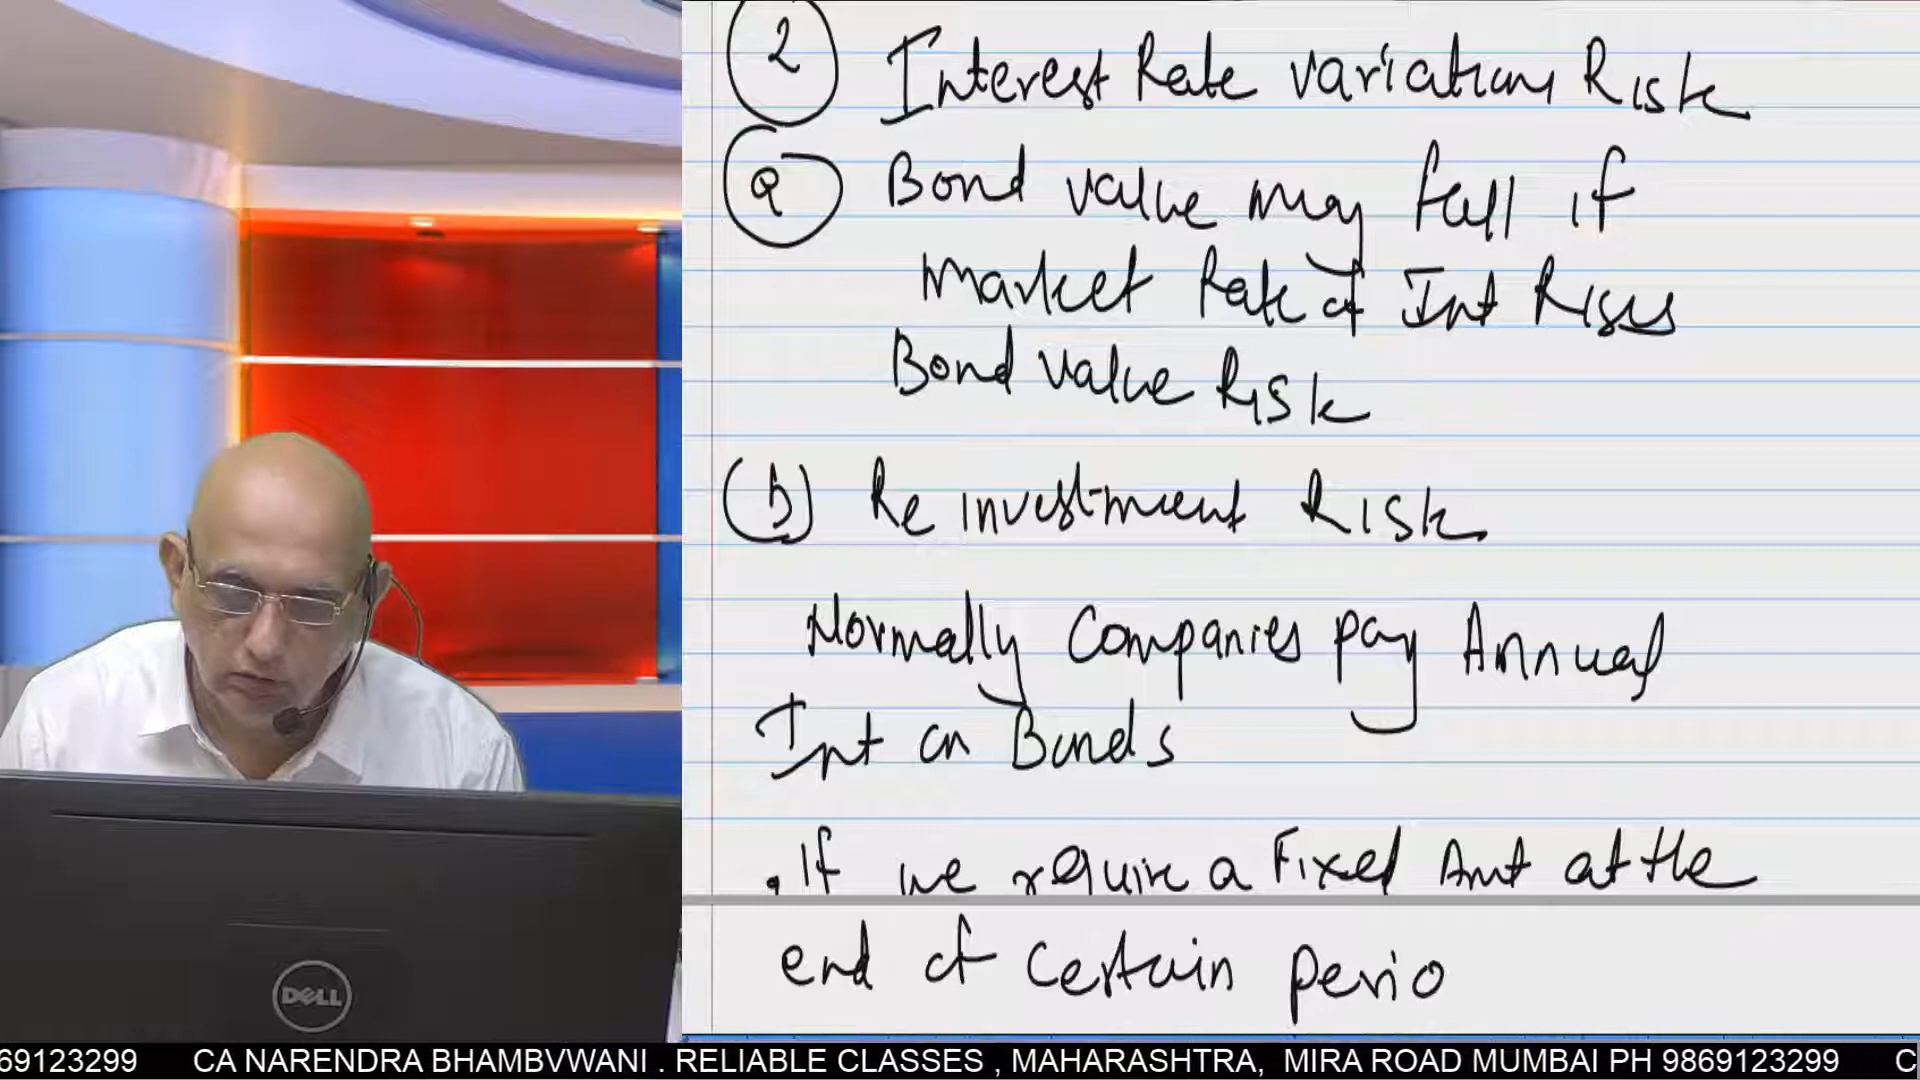 2 Interest Rate variations Risk
a Bond value may fall if
Market Rate of Int Rises
Bond value Risk
(b) Re investment Risk
Normally Companies pay Annual
Int on Bonds
. If we require a Fixed Amt at the
end of Certain perio
DELL
69123299 CA NARENDRA BHAMBVWANI . RELIABLE CLASSES , MAHARASHTRA, MIRA ROAD MUMBAI PH 9869123299 C